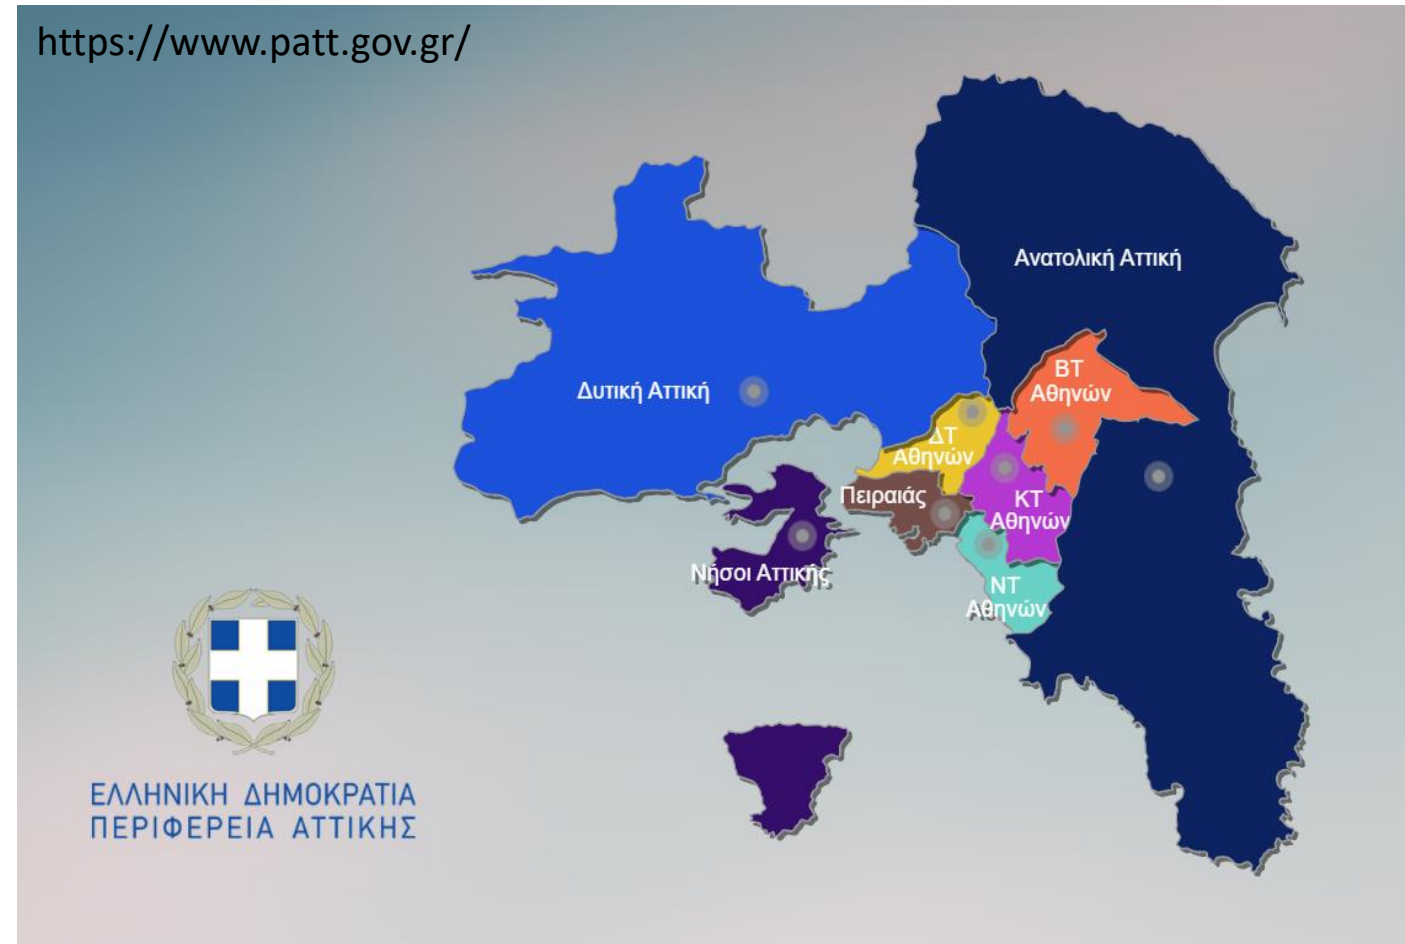 https://www.patt.gov.gr/
Ανατολική Αττική
ΒΤ
Αθηνών
Δυτική Αττική
ΔΤ
Αθηνών
Πειραιάς
ΚΤ
Αθηνών
Νήσοι Αττικής
ΝΤ
Αθηνών
ΕΛΛΗΝΙΚΗ ΔΗΜΟΚΡΑΤΙΑ
ΠΕΡΙΦΕΡΕΙΑ ΑΤΤΙΚΗΣ